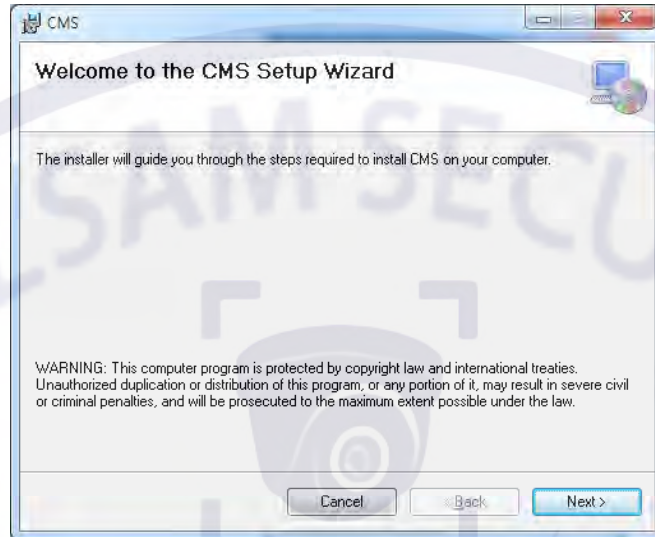 CMS
Welcome to the CMS Setup Wizard
The installer will guide you through the steps required to install CMS on your computer.
WARNING: This computer program is protected by copyright law and international treaties.
Unauthorized duplication or distribution of this program, or any portion of it, may result in severe civil
or criminal penalties, and will be prosecuted to the maximum extent possible under the law.
Cancel < Back Next >